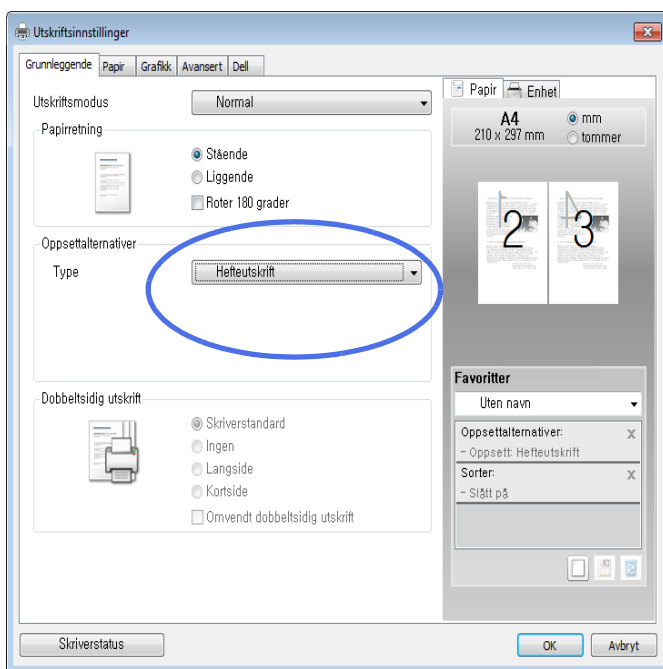 Utskriftsinnstillinger
Grunnleggende Papir Grafikk Avansert Dell
Utskriftsmodus Normal
Papirretning
Stående
Liggende
Roter 180 grader
Oppsettalternativer
Type Hefteutskrift
Dobbeltsidig utskrift
Skriverstandard
Ingen
Langside
Kortside
Omvendt dobbeltsidig utskrift
Skriverstatus
Papir Enhet
A4
210 x 297 mm
mm
tommer
2 3
Favoritter
Uten navn
Oppsettalternativer: X
- Oppsett: Hefteutskrift
Sorter: X
- Slått på
OK Avbryt